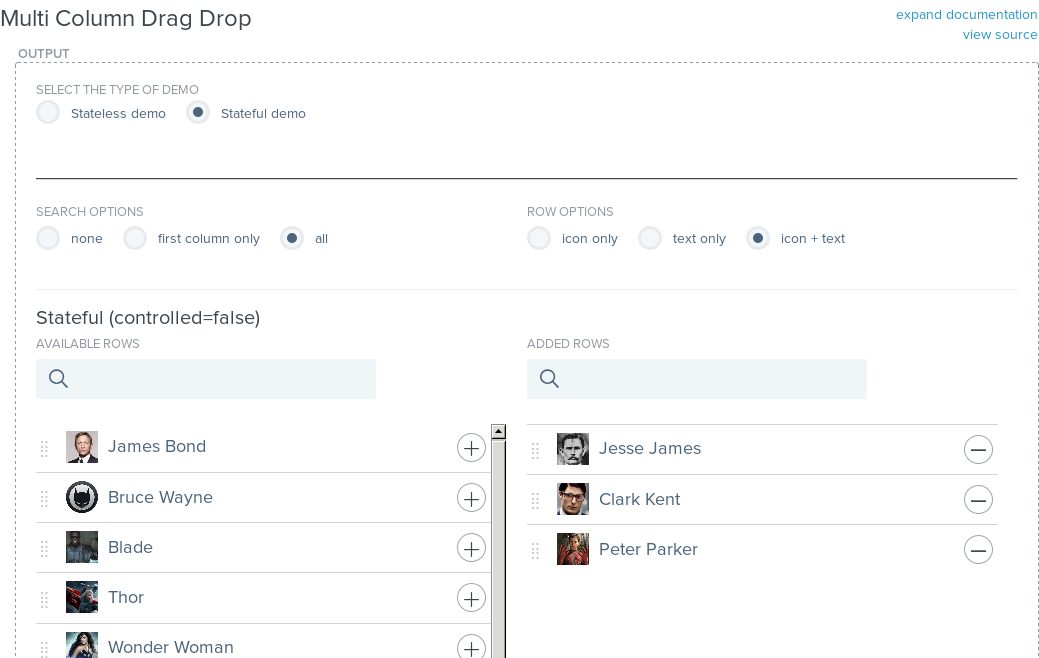 Multi Column Drag Drop
expand documentation
view source
OUTPUT
SELECT THE TYPE OF DEMO
Stateless demo Stateful demo
SEARCH OPTIONS
none first column only all
ROW OPTIONS
icon only text only icon + text
Stateful (controlled=false)
AVAILABLE ROWS
James Bond
Bruce Wayne
Blade
Thor
Wonder Woman
ADDED ROWS
Jesse James
Clark Kent
Peter Parker